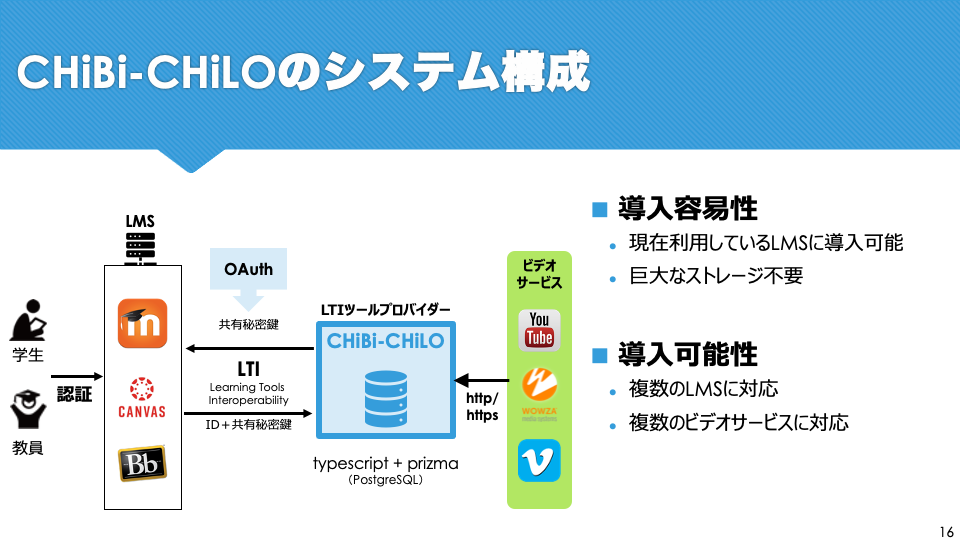 CHiBi-CHiLOのシステム構成
LMS
学生
教員
認証
m
CANVAS
Bb
OAuth
共有秘密鍵
LTI
Learning Tools
Interoperability
ID+共有秘密鍵
LTIツールプロバイダー
CHiBi-CHiLO
typescript + prizma
(PostgreSQL)
http/
https
ビデオ
サービス
You
Tube
WOWZA
media systems
v
導入容易性
現在利用しているLMSに導入可能
巨大なストレージ不要
導入可能性
複数のLMSに対応
複数のビデオサービスに対応
16